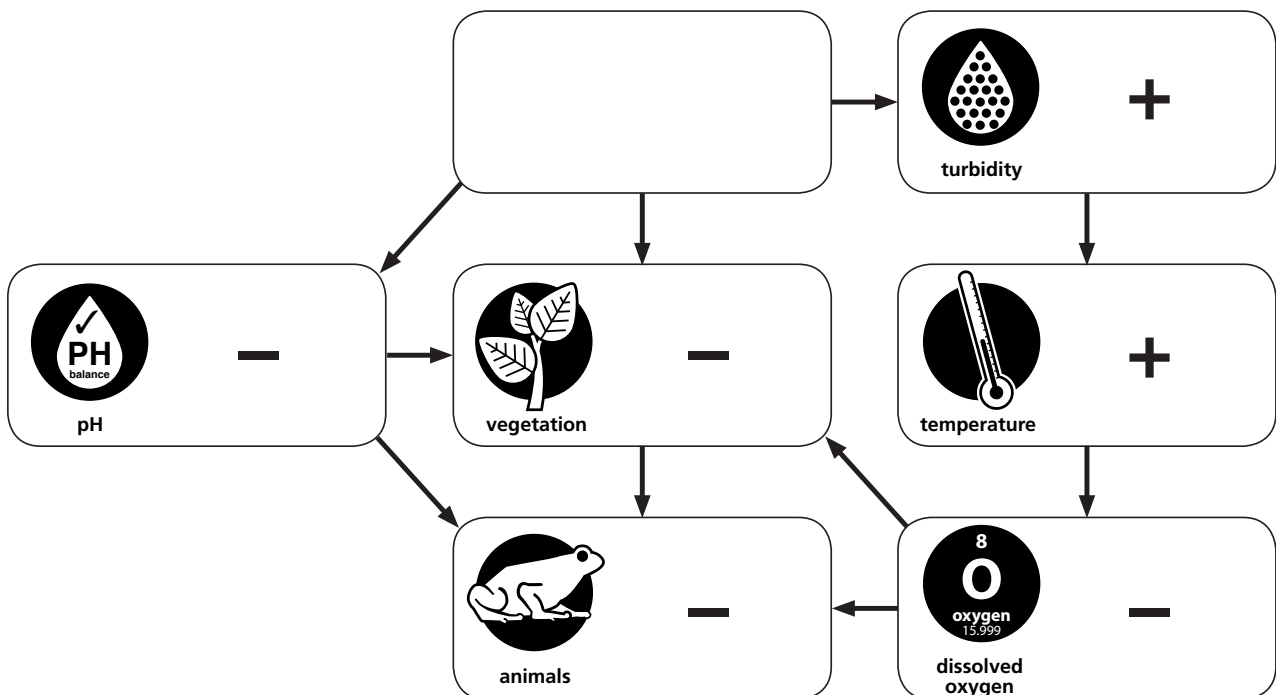 turbidity
+
✓
PH
balance
pH
–
vegetation
–
temperature
+
animals
–
8
O
oxygen
15.999
dissolved
oxygen
–